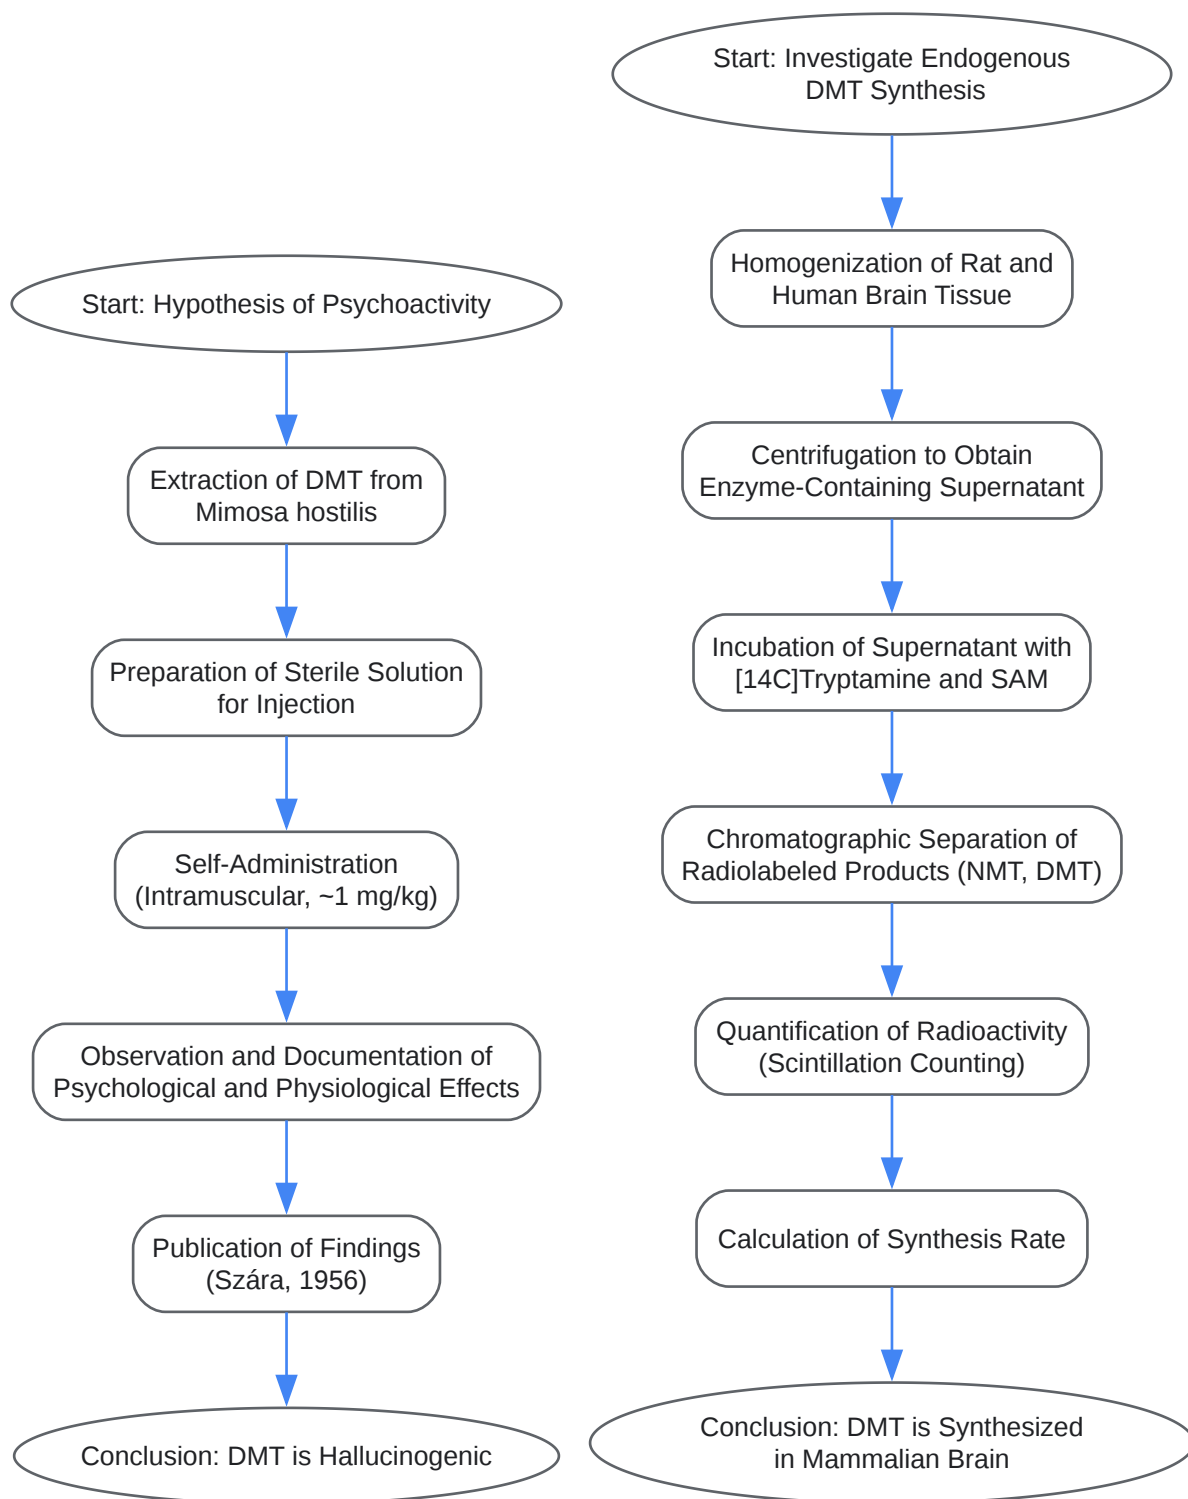 Start: Hypothesis of Psychoactivity
Extraction of DMT from
Mimosa hostilis
Preparation of Sterile Solution
for Injection
Self-Administration
(Intramuscular, ~1 mg/kg)
Observation and Documentation of
Psychological and Physiological Effects
Publication of Findings
(Szára, 1956)
Conclusion: DMT is Hallucinogenic
Start: Investigate Endogenous
DMT Synthesis
Homogenization of Rat and
Human Brain Tissue
Centrifugation to Obtain
Enzyme-Containing Supernatant
Incubation of Supernatant with
[14C]Tryptamine and SAM
Chromatographic Separation of
Radiolabeled Products (NMT, DMT)
Quantification of Radioactivity
(Scintillation Counting)
Calculation of Synthesis Rate
Conclusion: DMT is Synthesized
in Mammalian Brain